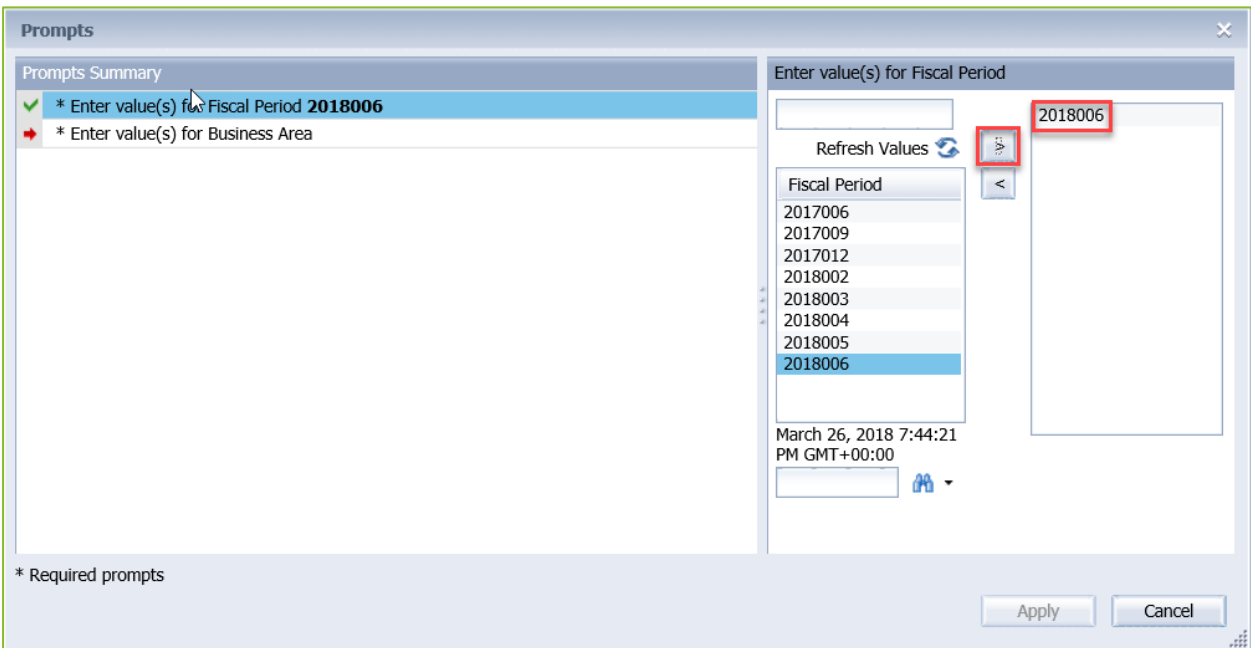 Prompts
Prompts Summary
* Enter value(s) for Fiscal Period 2018006
* Enter value(s) for Business Area
Enter value(s) for Fiscal Period
Refresh Values
>
<
2018006
Fiscal Period
2017006
2017009
2017012
2018002
2018003
2018004
2018005
2018006
March 26, 2018 7:44:21
PM GMT+00:00
* Required prompts
Apply
Cancel